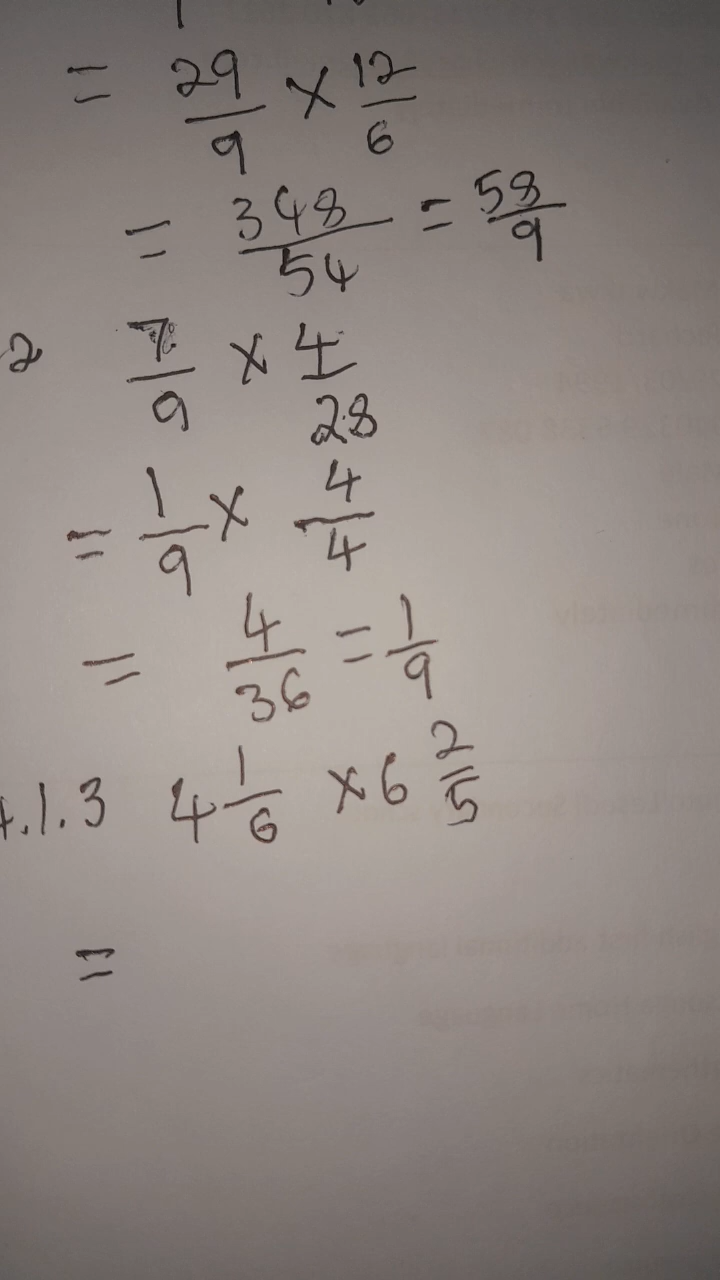 = 29/9 × 12/6
= 348/54 = 58/9
2 7/9 × 4/28
= 1/9 × 4/4
= 4/36 = 1/9
.1.3 4 1/6 × 6 2/5
=